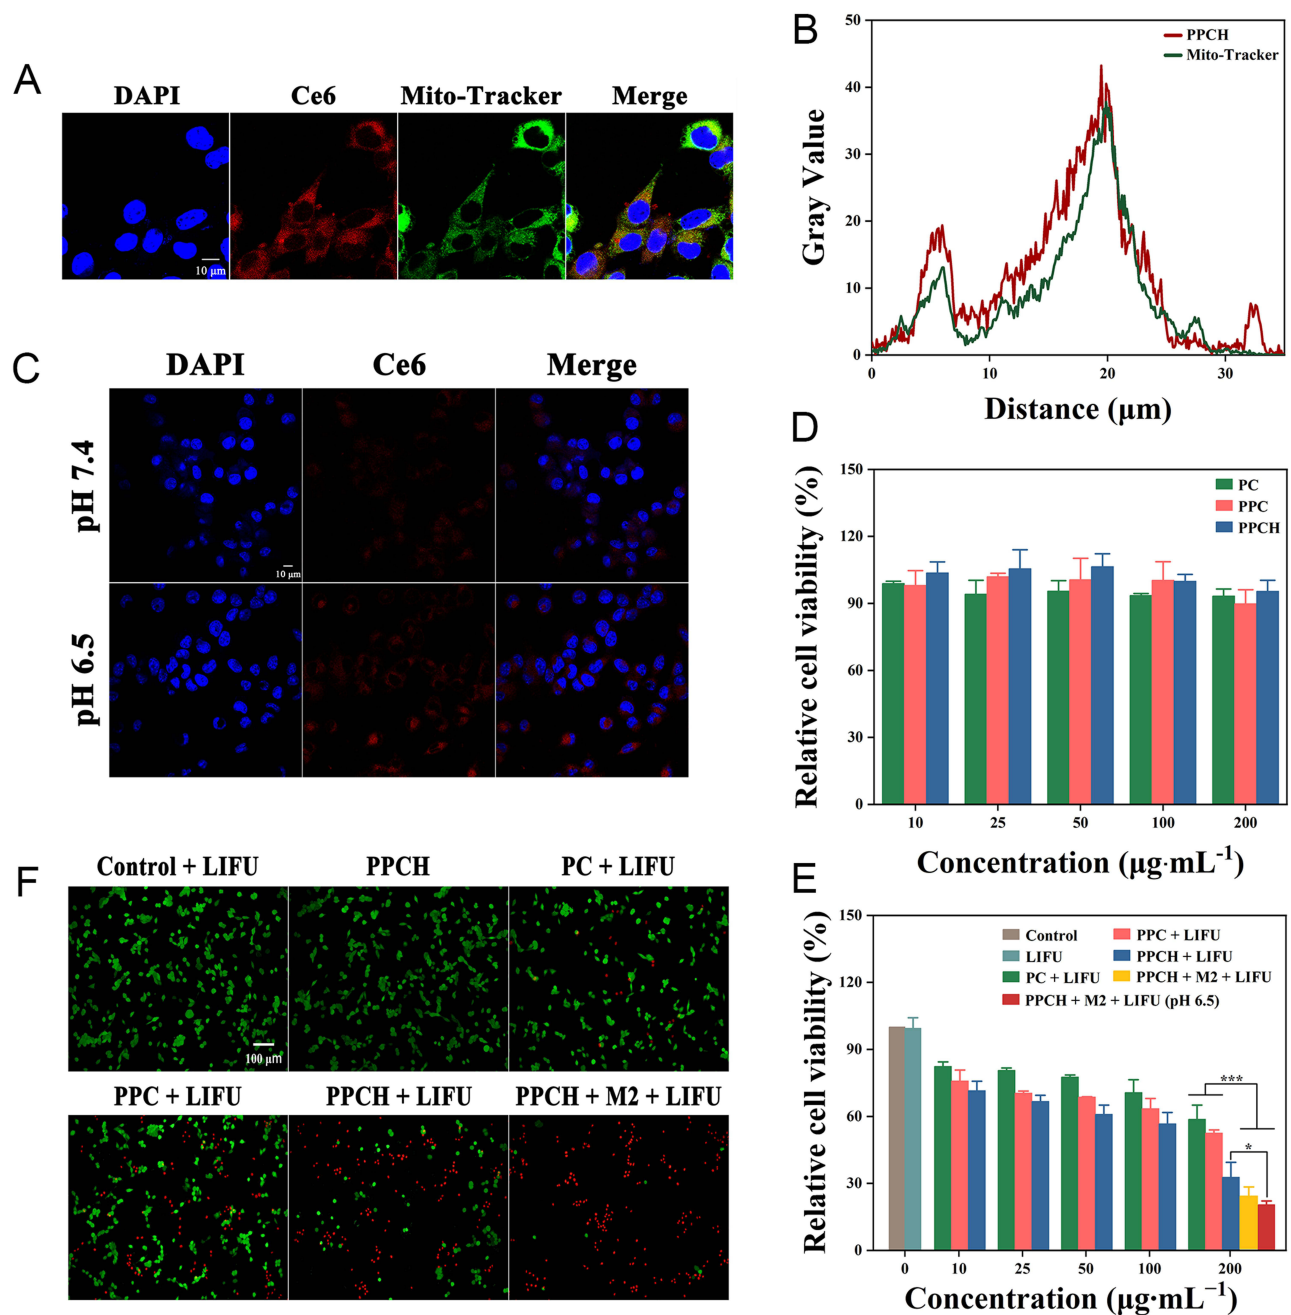 A
DAPI Ce6 Mito-Tracker Merge
10 μm
B
50
40
30
20
10
0
Gray Value
PPCH
Mito-Tracker
0 10 20 30
Distance (μm)
C
DAPI Ce6 Merge
pH 7.4
10 μm
pH 6.5
D
150
120
90
60
30
0
Relative cell viability (%)
PC
PPC
PPCH
10 25 50 100 200
Concentration (μg·mL⁻¹)
E
150
120
90
60
30
0
Relative cell viability (%)
Control
LIFU
PC + LIFU
PPC + LIFU
PPCH + LIFU
PPCH + M2 + LIFU
PPCH + M2 + LIFU (pH 6.5)
***
*
0 10 25 50 100 200
Concentration (μg·mL⁻¹)
F
Control + LIFU PPCH PC + LIFU
100 μm
PPC + LIFU PPCH + LIFU PPCH + M2 + LIFU